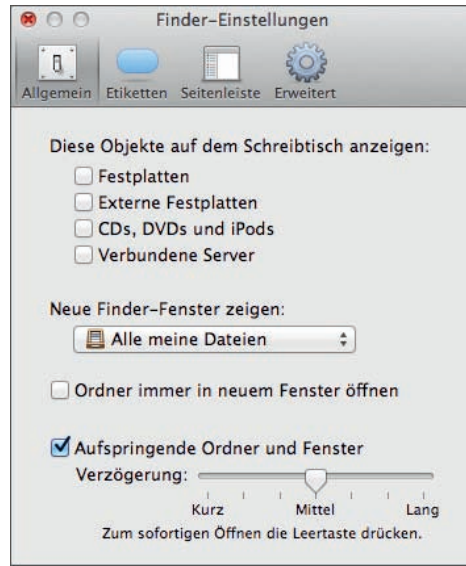 Finder-Einstellungen
Allgemein Etiketten Seitenleiste Erweitert
Diese Objekte auf dem Schreibtisch anzeigen:
Festplatten
Externe Festplatten
CDs, DVDs und iPods
Verbundene Server
Neue Finder-Fenster zeigen:
Alle meine Dateien
Ordner immer in neuem Fenster öffnen
Aufspringende Ordner und Fenster
Verzögerung:
Kurz Mittel Lang
Zum sofortigen Öffnen die Leertaste drücken.